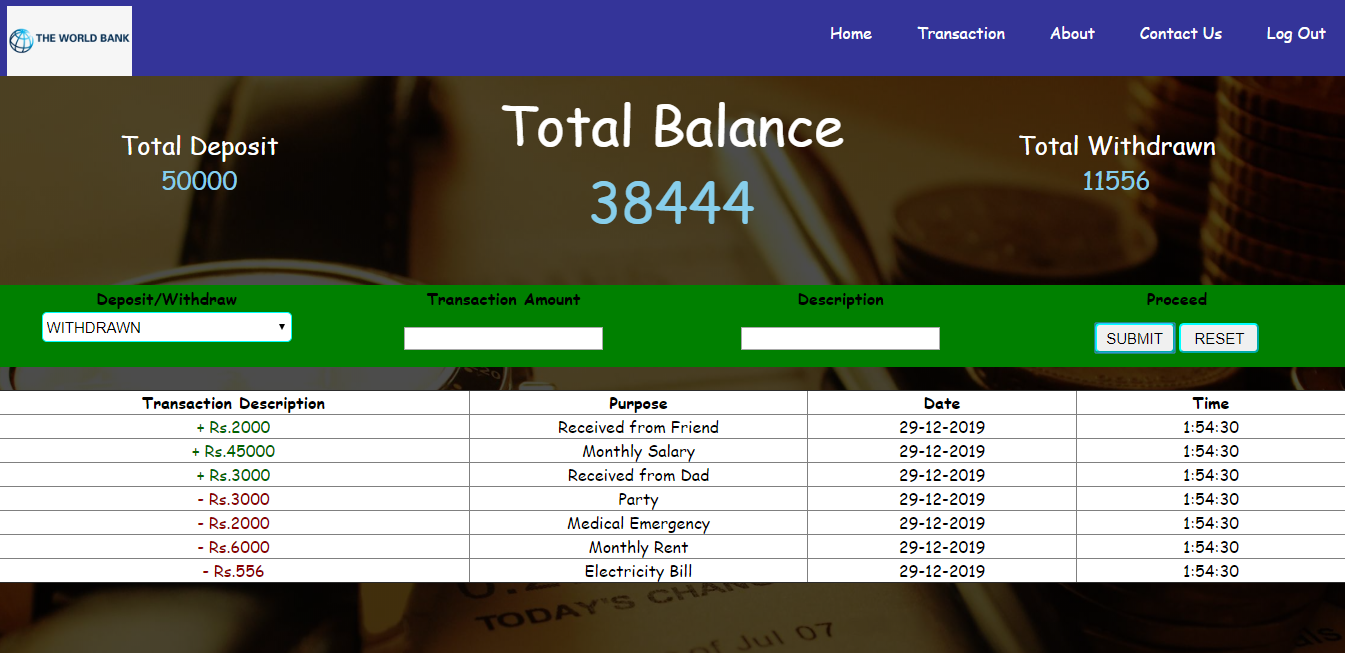 THE WORLD BANK
Home Transaction About Contact Us Log Out
Total Balance
Total Deposit
50000
38444
Total Withdrawn
11556
Deposit/Withdraw Transaction Amount Description Proceed
WITHDRAWN SUBMIT RESET
Transaction Description Purpose Date Time
+ Rs.2000 Received from Friend 29-12-2019 1:54:30
+ Rs.45000 Monthly Salary 29-12-2019 1:54:30
+ Rs.3000 Received from Dad 29-12-2019 1:54:30
- Rs.3000 Party 29-12-2019 1:54:30
- Rs.2000 Medical Emergency 29-12-2019 1:54:30
- Rs.6000 Monthly Rent 29-12-2019 1:54:30
- Rs.556 Electricity Bill 29-12-2019 1:54:30
TODAY'S
of Jul 07